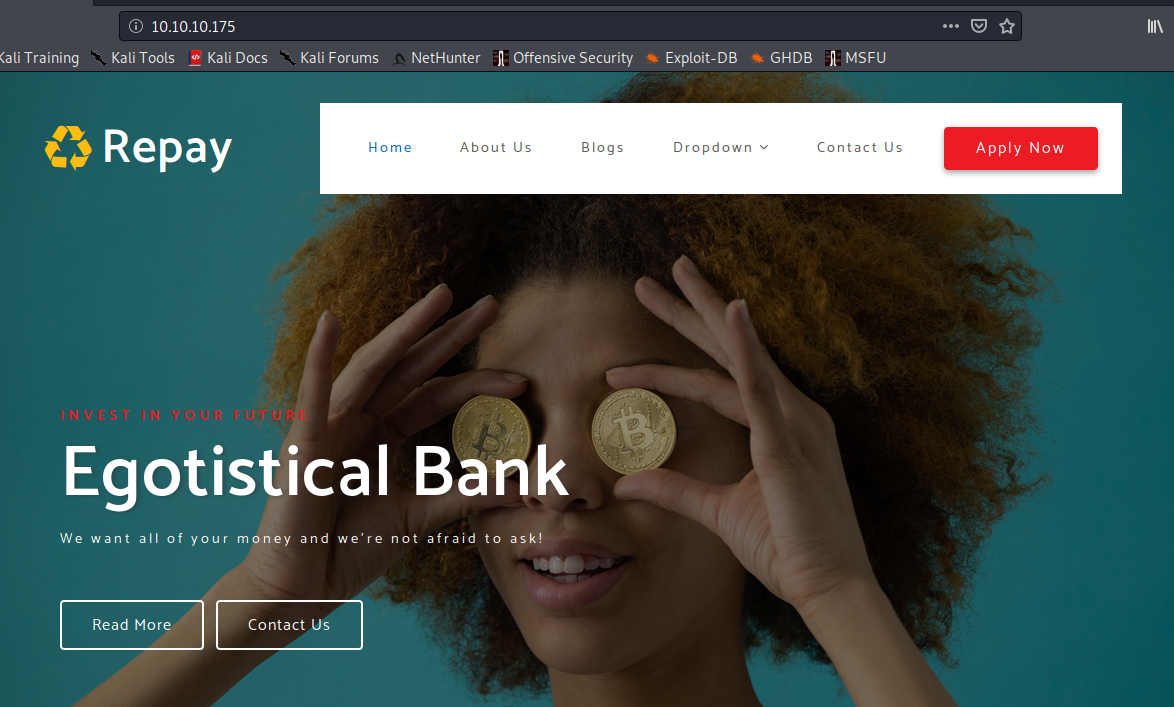 10.10.10.175
Kali Training Kali Tools Kali Docs Kali Forums NetHunter Offensive Security Exploit-DB GHDB MSFU
Repay
Home About Us Blogs Dropdown Contact Us Apply Now
INVEST IN YOUR FUTURE
Egotistical Bank
We want all of your money and we're not afraid to ask!
Read More Contact Us